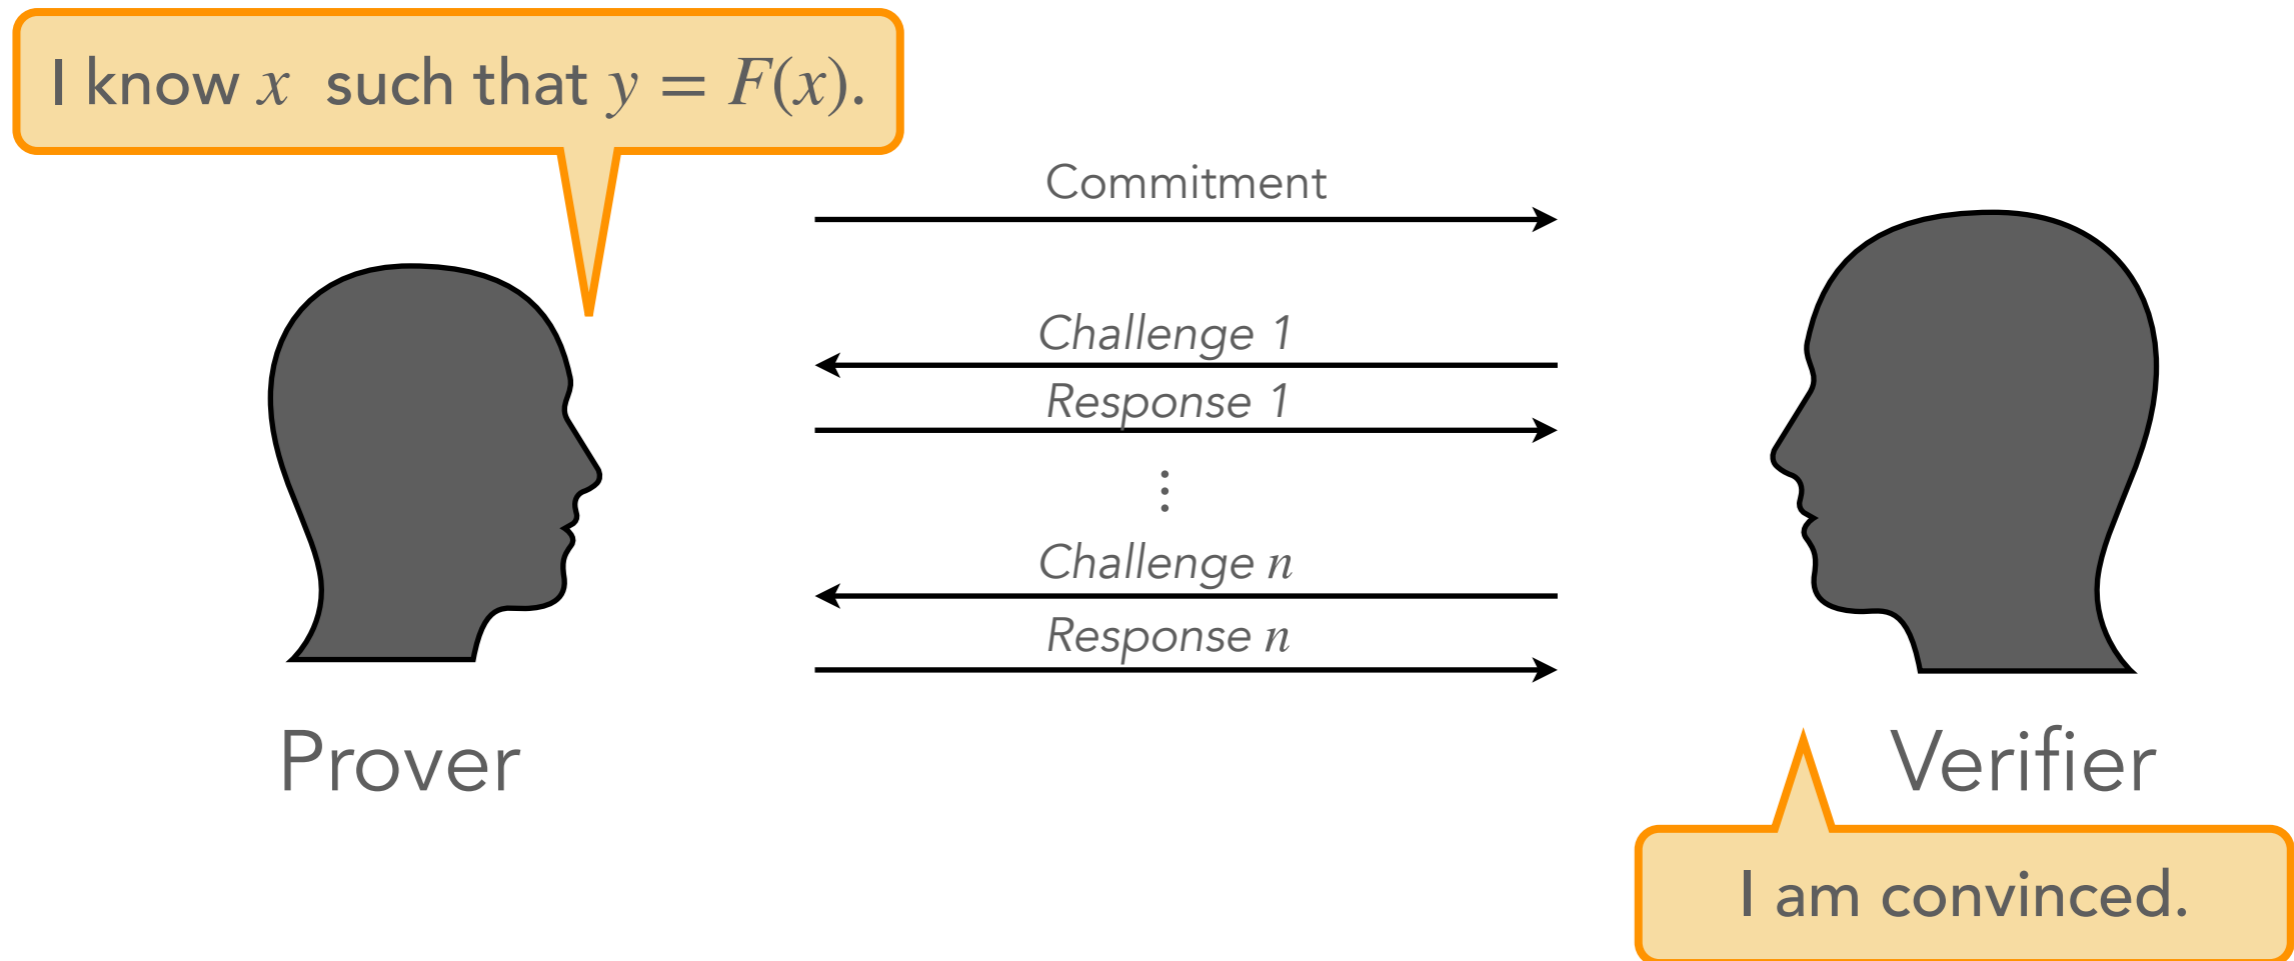 I know x such that y = F(x).
Commitment
Challenge 1
Response 1
⋮
Challenge n
Response n
Prover
Verifier
I am convinced.